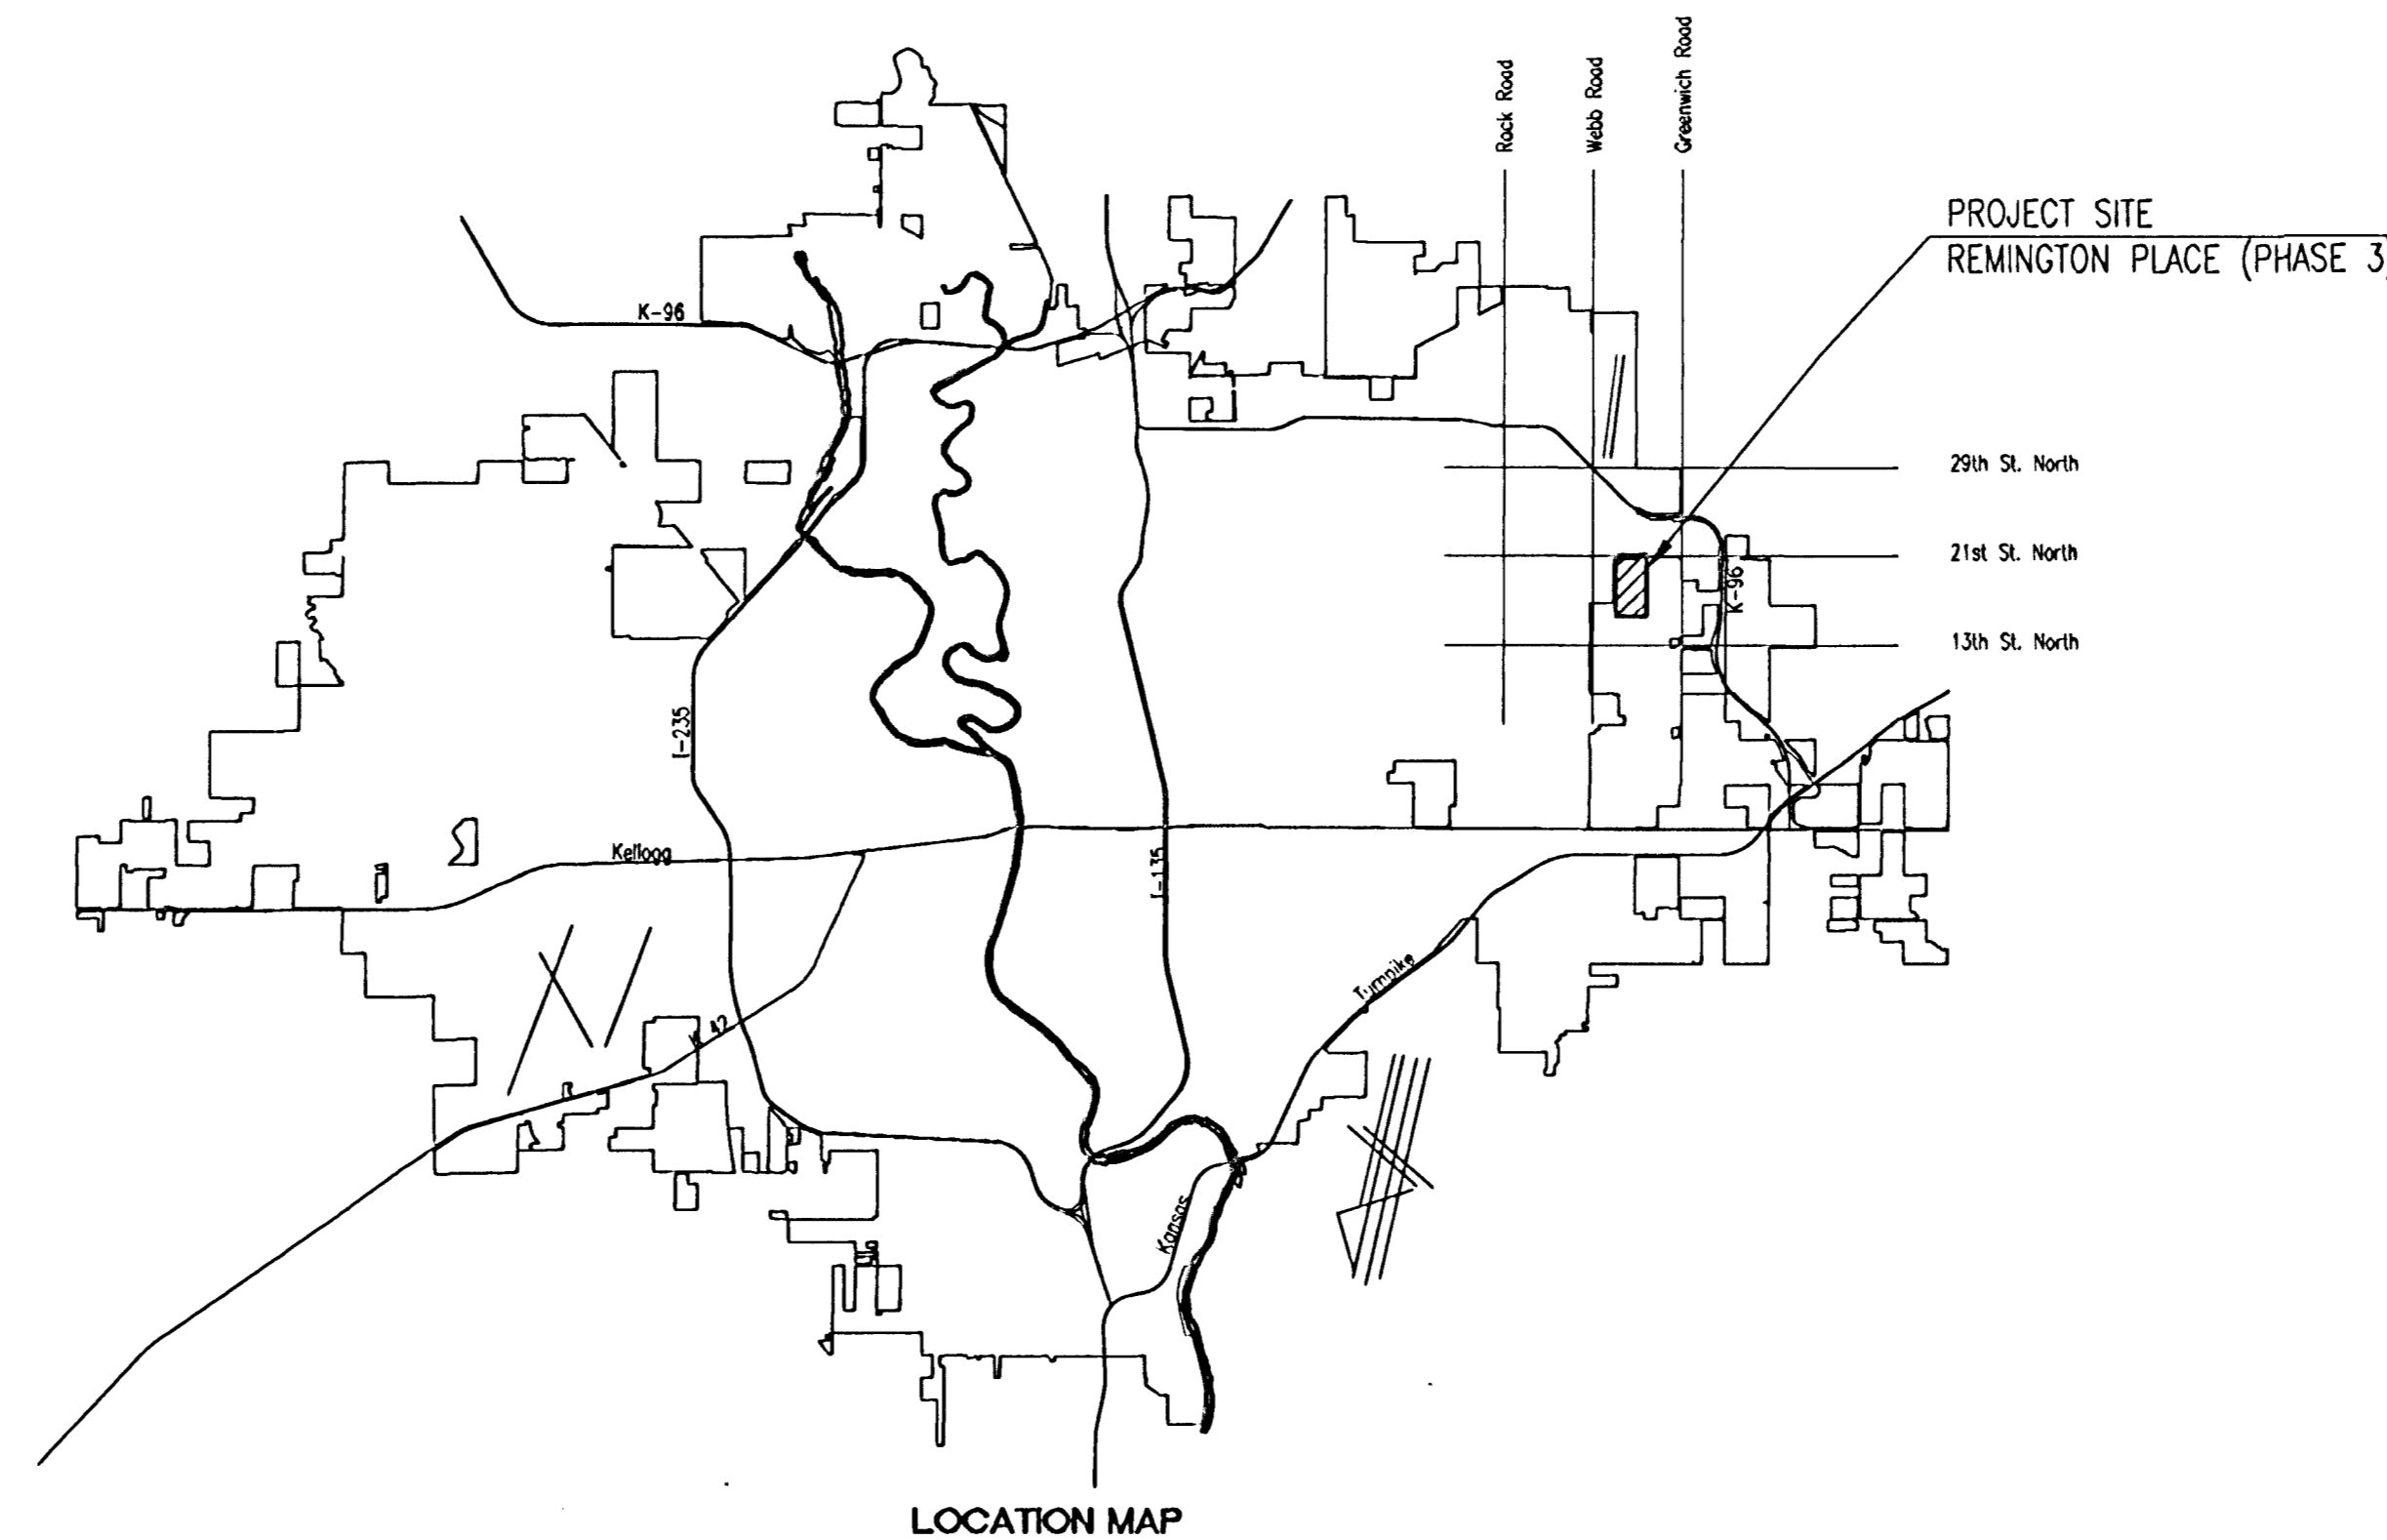 Rock Road
Webb Road
Greenwich Road
PROJECT SITE
REMINGTON PLACE (PHASE 3)
K-96
29th St. North
21st St. North
K-96
13th St. North
I-235
Kellogg
I-135
Turnpike
K-42
Kansas
LOCATION MAP